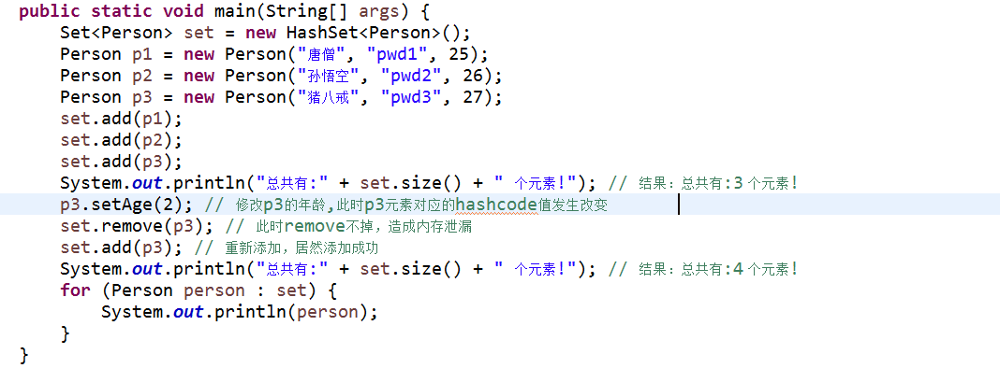 public static void main(String[] args) {
Set<Person> set = new HashSet<Person>();
Person p1 = new Person("唐僧", "pwd1", 25);
Person p2 = new Person("孙悟空", "pwd2", 26);
Person p3 = new Person("猪八戒", "pwd3", 27);
set.add(p1);
set.add(p2);
set.add(p3);
System.out.println("总共有:" + set.size() + " 个元素!"); // 结果：总共有:3 个元素!
p3.setAge(2); // 修改p3的年龄,此时p3元素对应的hashcode值发生改变
set.remove(p3); // 此时remove不掉，造成内存泄漏
set.add(p3); // 重新添加，居然添加成功
System.out.println("总共有:" + set.size() + " 个元素!"); // 结果：总共有:4 个元素!
for (Person person : set) {
System.out.println(person);
}
}